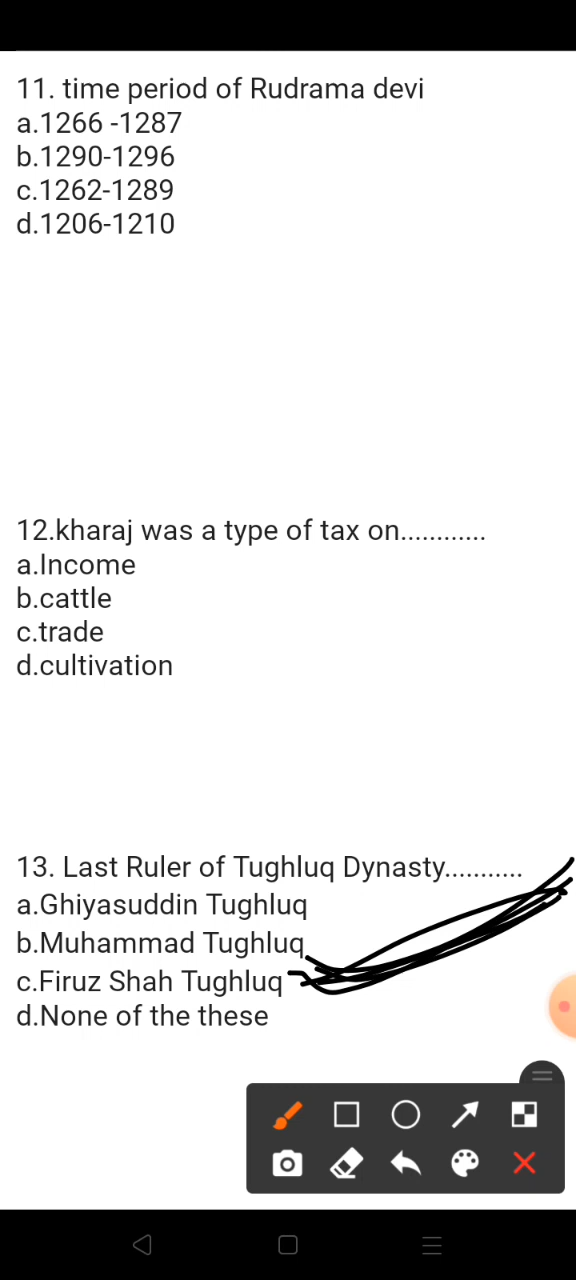 11. time period of Rudrama devi
a.1266 -1287
b.1290-1296
c.1262-1289
d.1206-1210
12.kharaj was a type of tax on............
a.Income
b.cattle
c.trade
d.cultivation
13. Last Ruler of Tughluq Dynasty...........
a.Ghiyasuddin Tughluq
b.Muhammad Tughluq
c.Firuz Shah Tughluq
d.None of the these